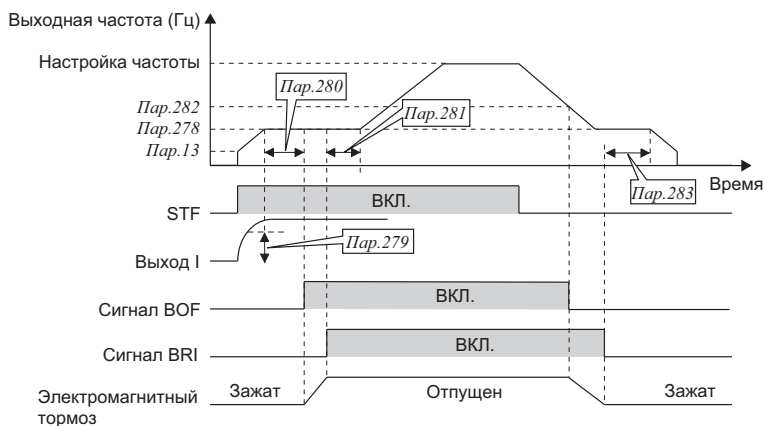 Выходная частота (Гц)
Настройка частоты
Пар.280
Пар.282
Пар.281
Пар.278
Пар.13
Пар.283
Время
STF
ВКЛ.
Пар.279
Выход I
Сигнал BOF
ВКЛ.
Сигнал BRI
ВКЛ.
Электромагнитный
тормоз
Зажат
Отпущен
Зажат